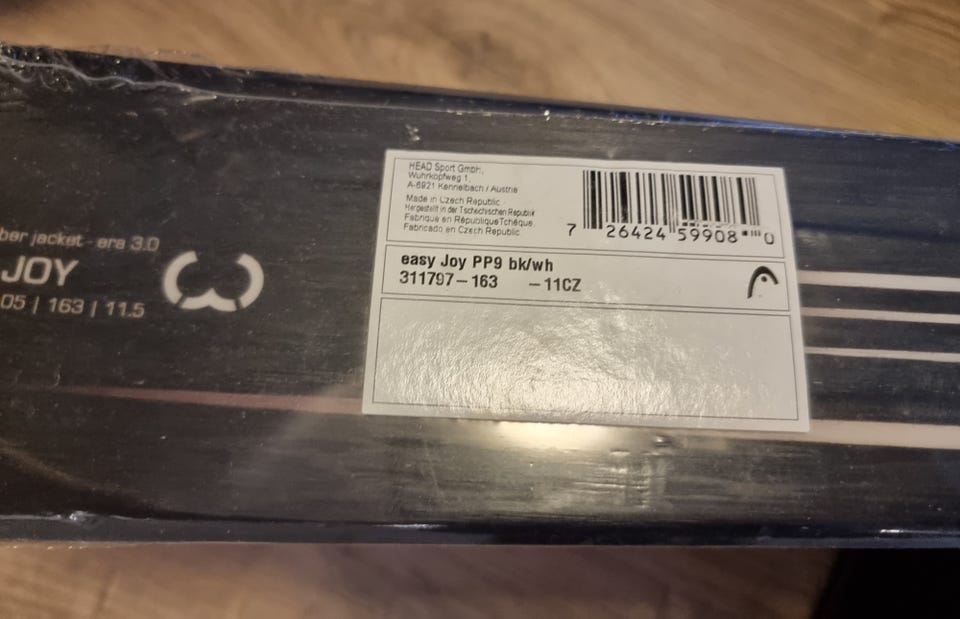 ber jacket - era 3.0
JOY
05 | 163 | 11.5
HEAD Sport Gmbh,
Wuhrkopfweg 1,
A-6921 Kennelbach / Austria
Made in Czech Republic
Hergestellt in der Tschechischen Republik
Fabrique en République Tchèque
Fabricado en Czech Republic
7 26424 59908 0
easy Joy PP9 bk/wh
311797-163 -11CZ